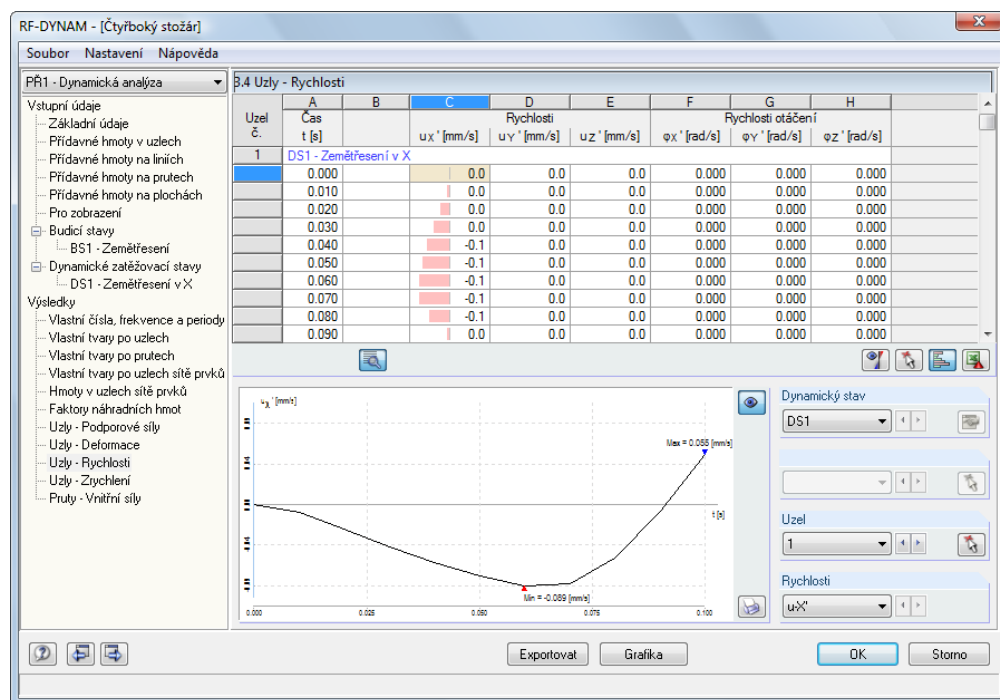 RF-DYNAM - [Čtyřboký stožár]
Soubor Nastavení Nápověda
PŘ1 - Dynamická analýza
Vstupní údaje
Základní údaje
Přídavné hmoty v uzlech
Přídavné hmoty na liniích
Přídavné hmoty na prutech
Přídavné hmoty na plochách
Pro zobrazení
Budicí stavy
BS1 - Zemětřesení
Dynamické zatěžovací stavy
DS1 - Zemětřesení v X
Výsledky
Vlastní čísla, frekvence a periody
Vlastní tvary po uzlech
Vlastní tvary po prutech
Vlastní tvary po uzlech sítě prvků
Hmoty v uzlech sítě prvků
Faktory náhradních hmot
Uzly - Podporové síly
Uzly - Deformace
Uzly - Rychlosti
Uzly - Zrychlení
Pruty - Vnitřní síly
3.4 Uzly - Rychlosti
A B C D E F G H
Uzel Čas Rychlosti Rychlosti otáčení
č. t [s] uX' [mm/s] uY' [mm/s] uZ' [mm/s] φX' [rad/s] φY' [rad/s] φZ' [rad/s]
1 DS1 - Zemětřesení v X
0.000 0.0 0.0 0.0 0.000 0.000 0.000
0.010 0.0 0.0 0.0 0.000 0.000 0.000
0.020 0.0 0.0 0.0 0.000 0.000 0.000
0.030 0.0 0.0 0.0 0.000 0.000 0.000
0.040 -0.1 0.0 0.0 0.000 0.000 0.000
0.050 -0.1 0.0 0.0 0.000 0.000 0.000
0.060 -0.1 0.0 0.0 0.000 0.000 0.000
0.070 -0.1 0.0 0.0 0.000 0.000 0.000
0.080 -0.1 0.0 0.0 0.000 0.000 0.000
0.090 0.0 0.0 0.0 0.000 0.000 0.000
uX' [mm/s]
Max = 0.055 [mm/s]
t [s]
Min = -0.089 [mm/s]
0.000 0.025 0.050 0.075 0.100
Dynamický stav
DS1
Uzel
1
Rychlosti
u-X'
Exportovat Grafika OK Storno